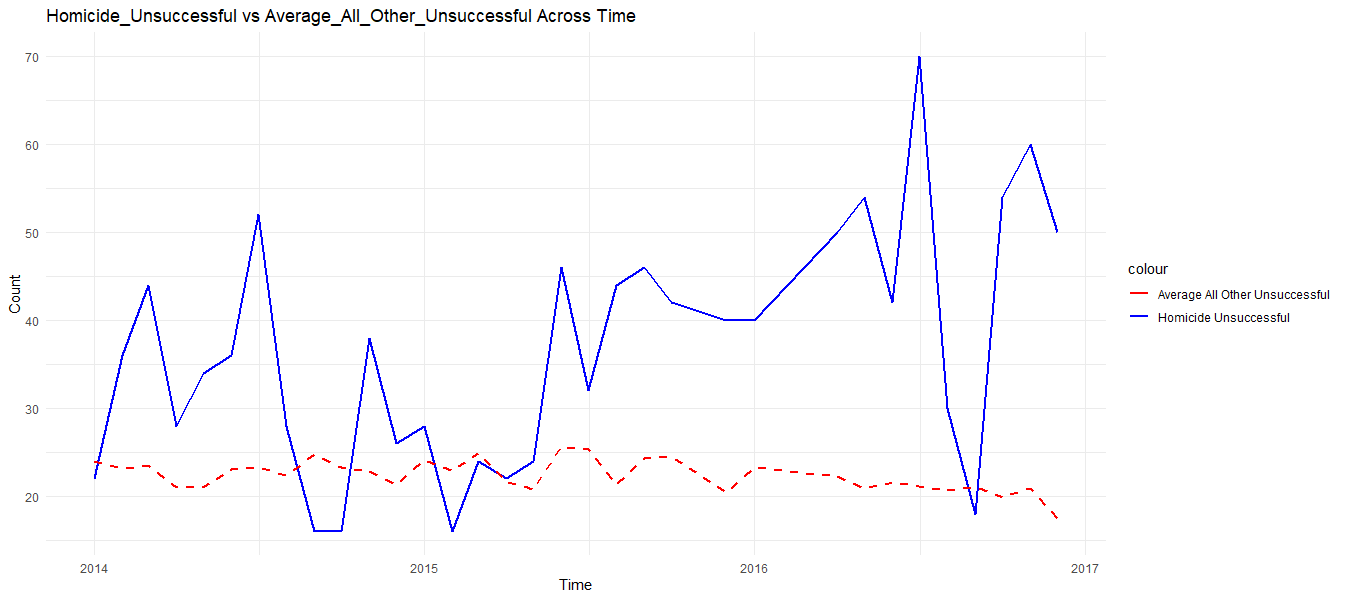 Homicide_Unsuccessful vs Average_All_Other_Unsuccessful Across Time
70
60
50
40
30
20
Count
2014
2015
2016
2017
Time
colour
Average All Other Unsuccessful
Homicide Unsuccessful